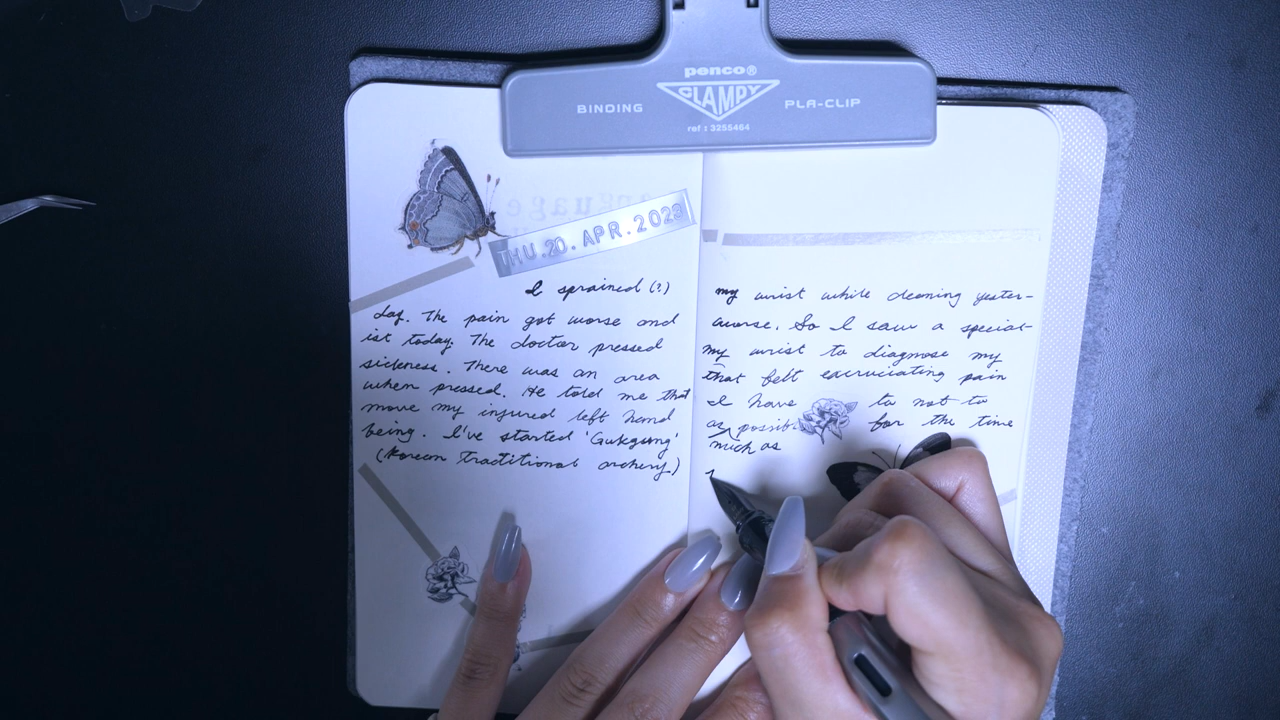 penco®
CLAMPY
BINDING PLA-CLIP
ref : 3255464
THU.20.APR.2023
I sprained (?) my wrist while cleaning yester-
day. The pain got worse and worse. So I saw a special-
ist today. The doctor pressed my wrist to diagnose my
sickness. There was an area that felt excruciating pain
when pressed. He told me that I have to not to
move my injured left hand as possib for the time
much as
being. I've started 'Gukgung'
(Korean traditional archery)